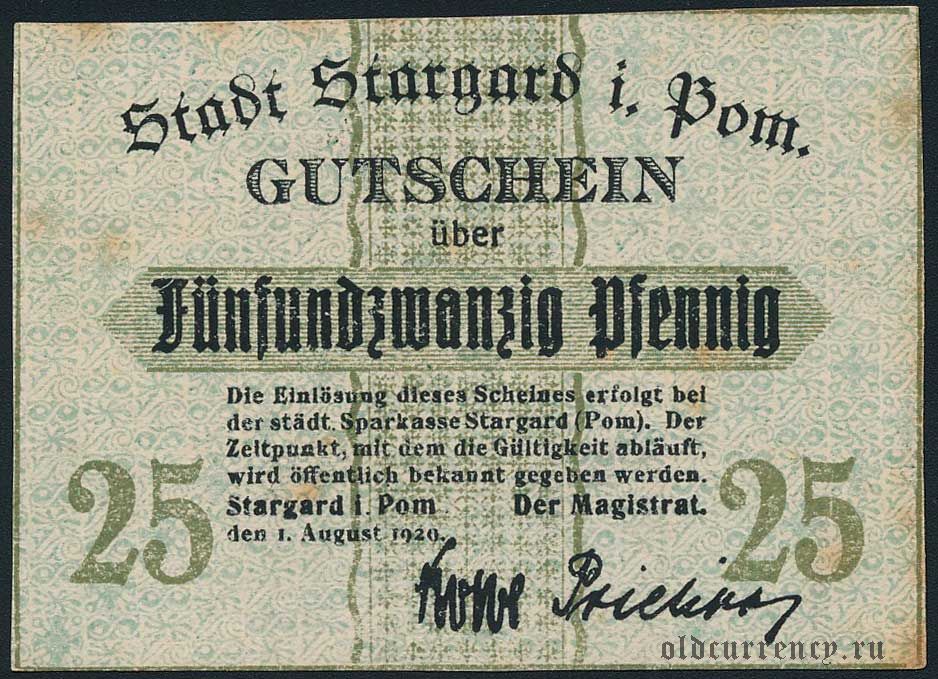 Stadt Stargard i. Pom.
GUTSCHEIN
über
Fünfundzwanzig Pfennig
Die Einlösung dieses Scheines erfolgt bei
der städt. Sparkasse Stargard (Pom). Der
Zeitpunkt, mit dem die Gültigkeit abläuft,
wird öffentlich bekannt gegeben werden.
Stargard i. Pom Der Magistrat.
den 1. August 1920.
25 25
oldcurrency.ru